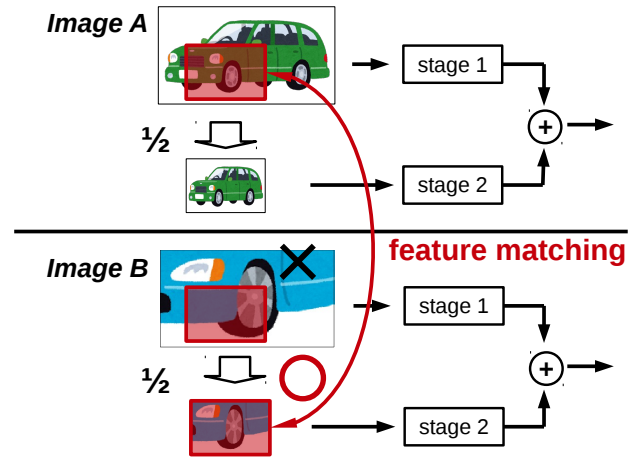 Image A
stage 1
+
½
stage 2
feature matching
Image B
stage 1
+
½
stage 2